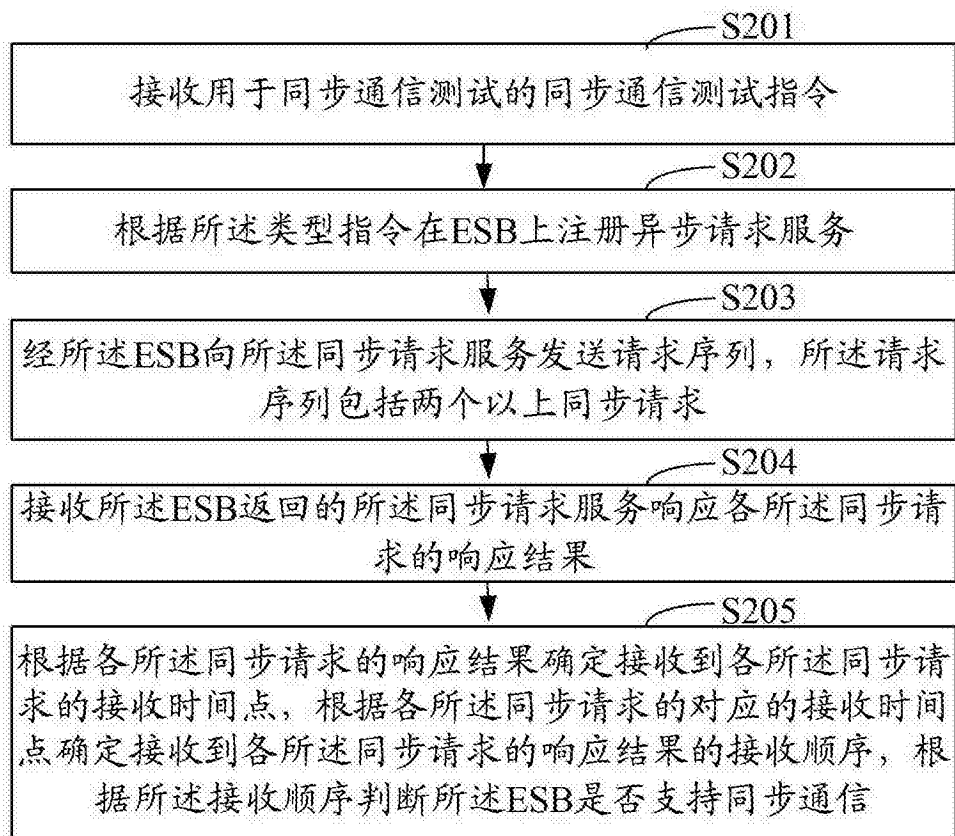 S201
接收用于同步通信测试的同步通信测试指令
S202
根据所述类型指令在ESB上注册异步请求服务
S203
经所述ESB向所述同步请求服务发送请求序列，所述请求
序列包括两个以上同步请求
S204
接收所述ESB返回的所述同步请求服务响应各所述同步请
求的响应结果
S205
根据各所述同步请求的响应结果确定接收到各所述同步请
求的接收时间点，根据各所述同步请求的对应的接收时间
点确定接收到各所述同步请求的响应结果的接收顺序，根
据所述接收顺序判断所述ESB是否支持同步通信